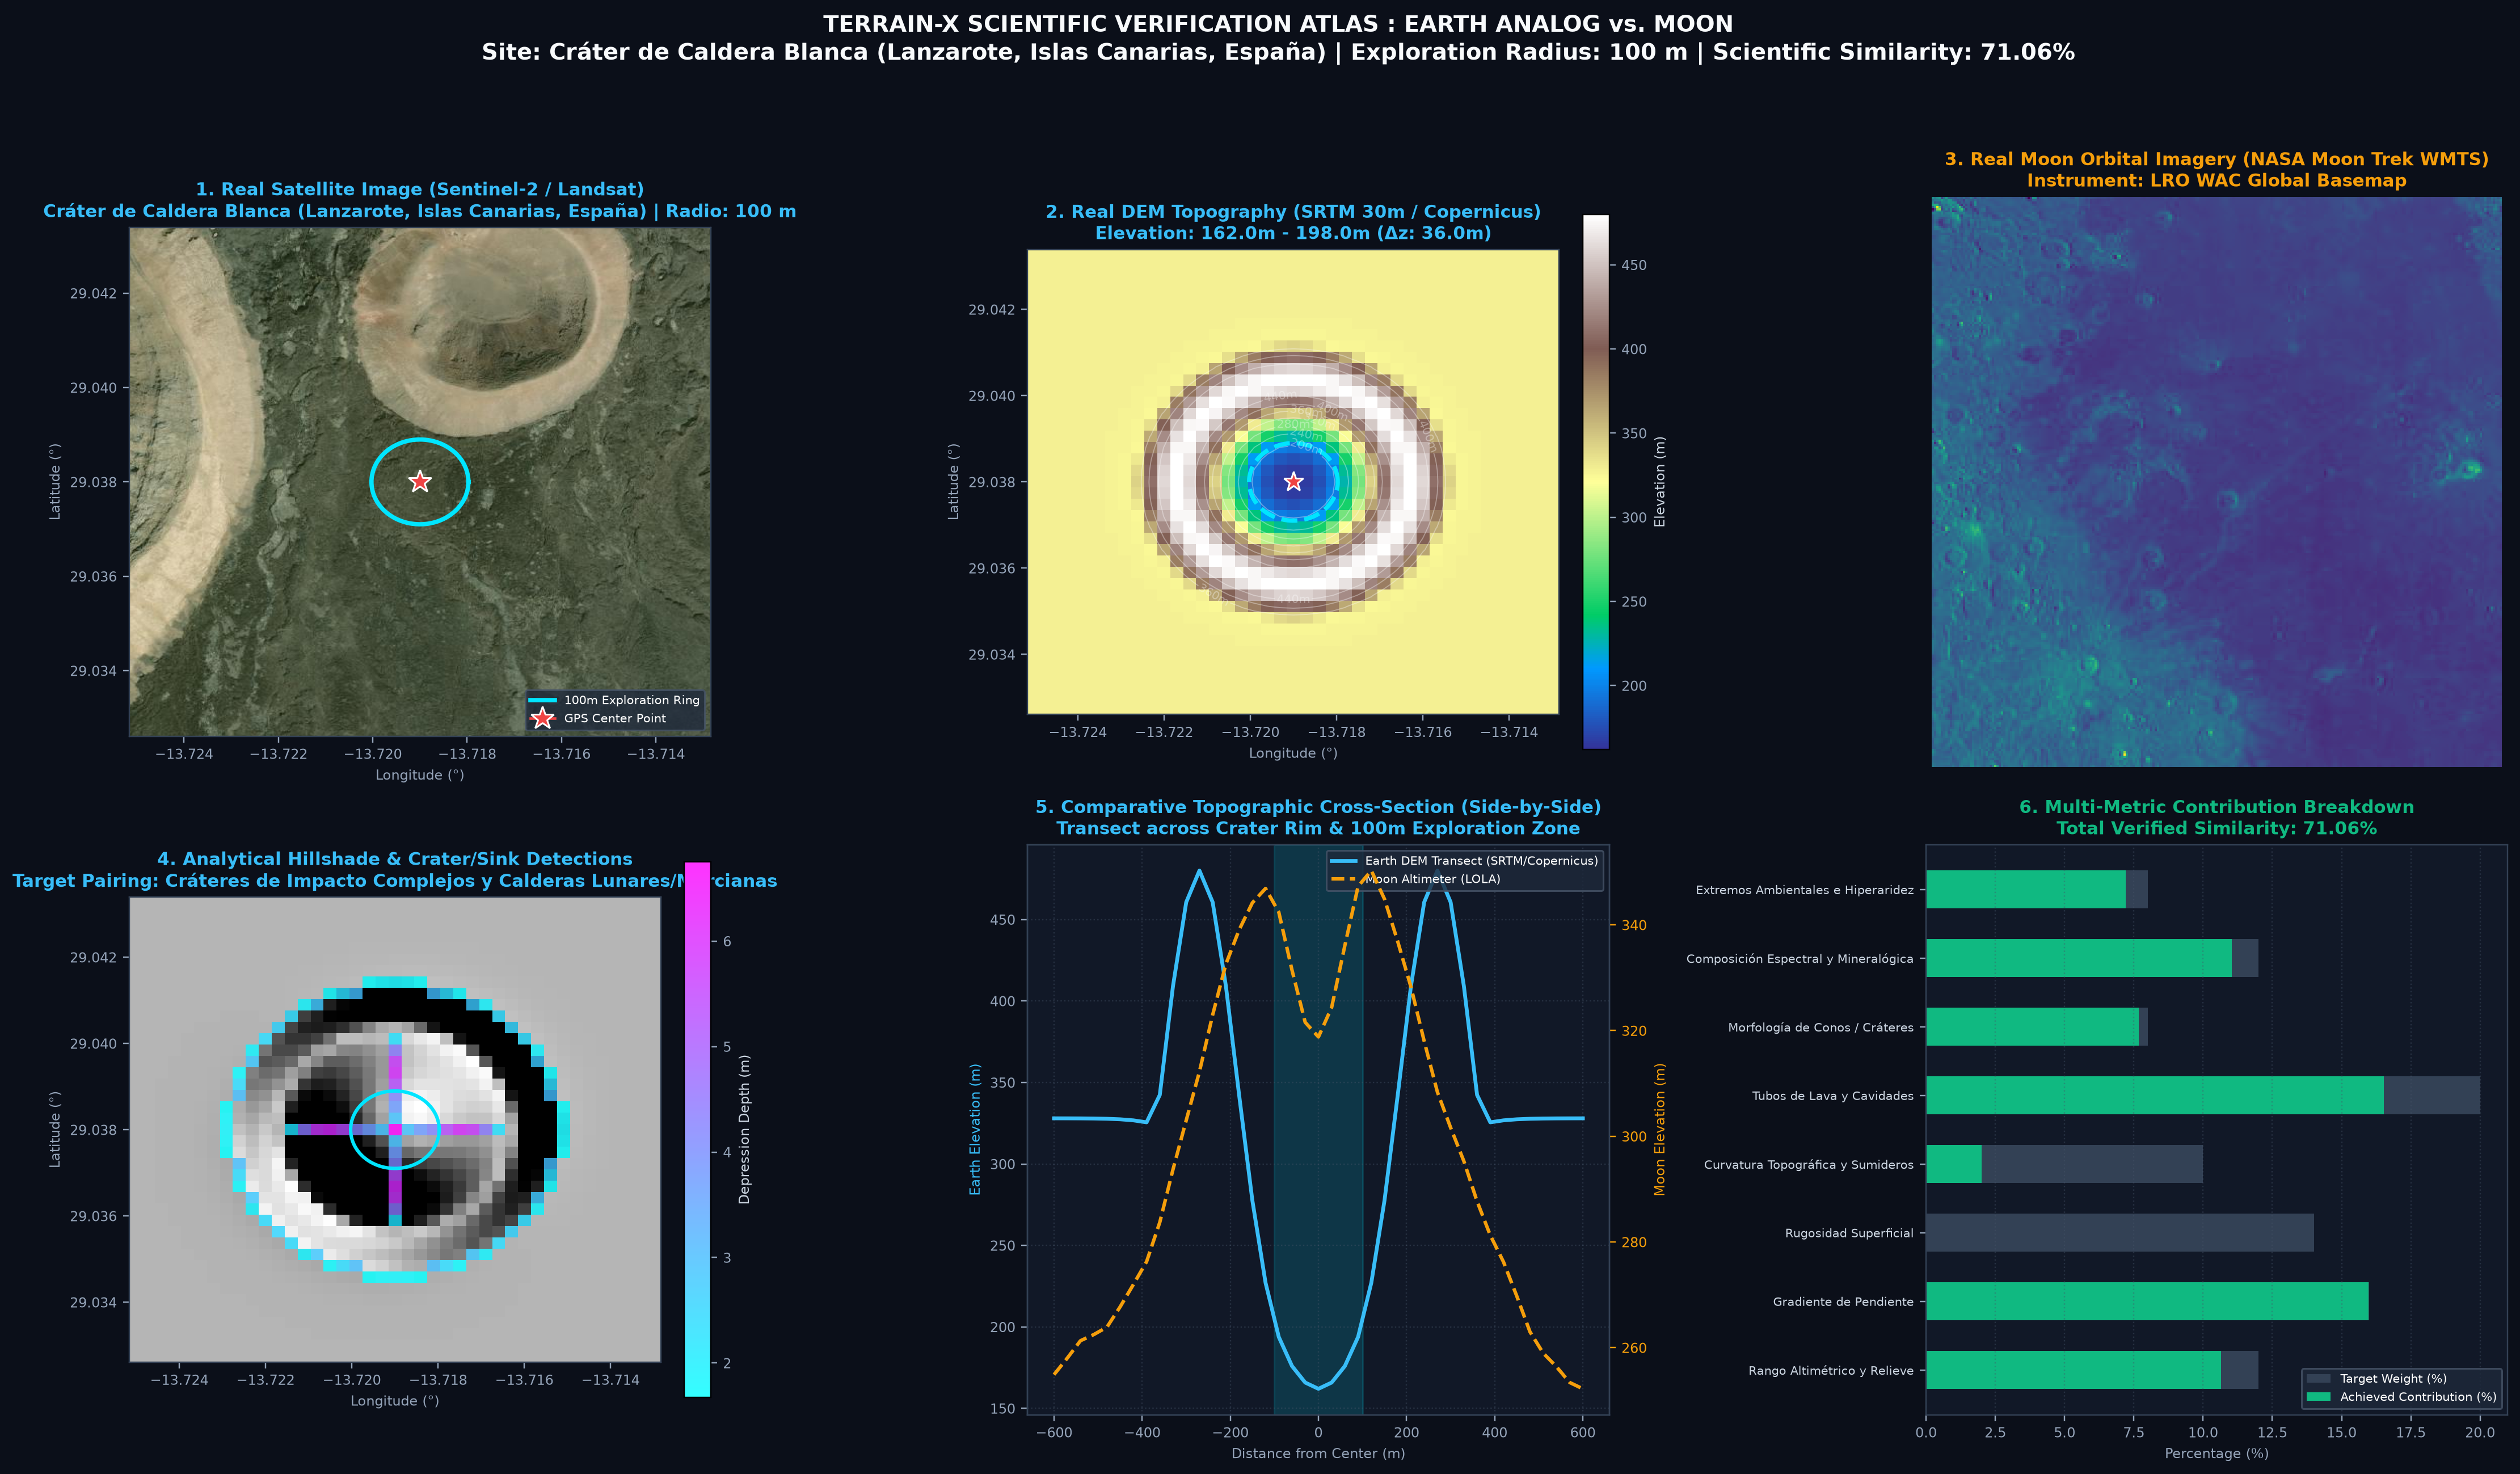 TERRAIN-X SCIENTIFIC VERIFICATION ATLAS : EARTH ANALOG vs. MOON
Site: Cráter de Caldera Blanca (Lanzarote, Islas Canarias, España) | Exploration Radius: 100 m | Scientific Similarity: 71.06%
1. Real Satellite Image (Sentinel-2 / Landsat)
Cráter de Caldera Blanca (Lanzarote, Islas Canarias, España) | Radio: 100 m
Latitude (°)
29.042
29.040
29.038
29.036
29.034
100m Exploration Ring
GPS Center Point
−13.724
−13.722
−13.720
−13.718
−13.716
−13.714
Longitude (°)
2. Real DEM Topography (SRTM 30m / Copernicus)
Elevation: 162.0m - 198.0m (Δz: 36.0m)
Latitude (°)
29.042
29.040
29.038
29.036
29.034
280m
240m
−13.724
−13.722
−13.720
−13.718
−13.716
−13.714
Longitude (°)
450
400
350
300
250
200
Elevation (m)
3. Real Moon Orbital Imagery (NASA Moon Trek WMTS)
Instrument: LRO WAC Global Basemap
4. Analytical Hillshade & Crater/Sink Detections
Target Pairing: Cráteres de Impacto Complejos y Calderas Lunares/Marcianas
Latitude (°)
29.042
29.040
29.038
29.036
29.034
−13.724
−13.722
−13.720
−13.718
−13.716
−13.714
Longitude (°)
6
5
4
3
2
Depression Depth (m)
5. Comparative Topographic Cross-Section (Side-by-Side)
Transect across Crater Rim & 100m Exploration Zone
Earth DEM Transect (SRTM/Copernicus)
Moon Altimeter (LOLA)
Earth Elevation (m)
450
400
350
300
250
200
150
−600
−400
−200
0
200
400
600
Distance from Center (m)
340
320
300
280
260
Moon Elevation (m)
6. Multi-Metric Contribution Breakdown
Total Verified Similarity: 71.06%
Extremos Ambientales e Hiperaridez
Composición Espectral y Mineralógica
Morfología de Conos / Cráteres
Tubos de Lava y Cavidades
Curvatura Topográfica y Sumideros
Rugosidad Superficial
Gradiente de Pendiente
Rango Altimétrico y Relieve
Target Weight (%)
Achieved Contribution (%)
0.0
2.5
5.0
7.5
10.0
12.5
15.0
17.5
20.0
Percentage (%)